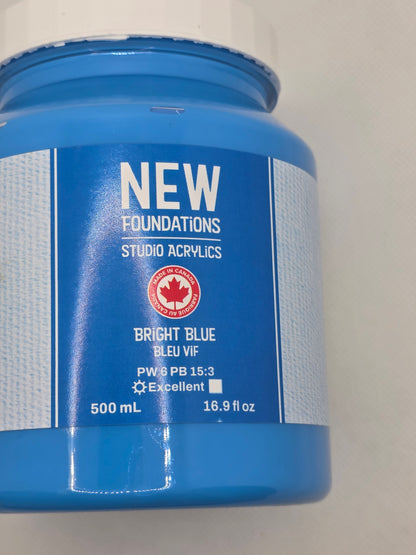 NEW
FOUNDATiONS
STUDiO ACRYLiCS
MADE IN CANADA
FABRIQUÉ AU CANADA
BRiGHT BLUE
BLEU ViF
PW 6 PB 15:3
Excellent
500 mL 16.9 fl oz